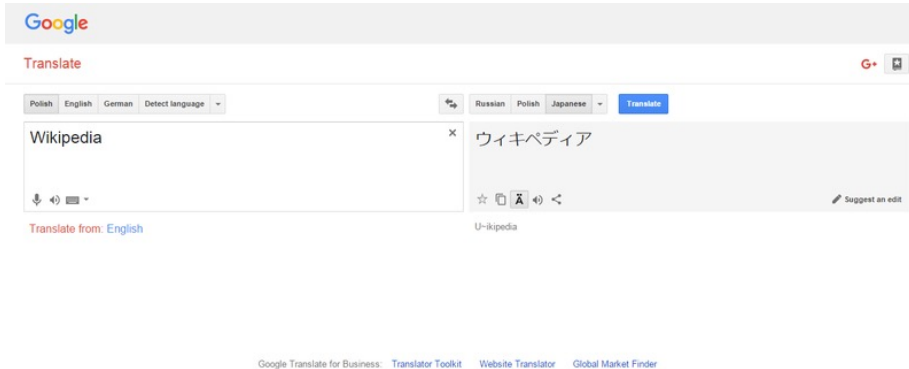 Google
Translate
G+
Polish English German Detect language
Russian Polish Japanese Translate
Wikipedia
ウィキペディア
Ä
Suggest an edit
Translate from: English
U~ikipedia
Google Translate for Business: Translator Toolkit Website Translator Global Market Finder